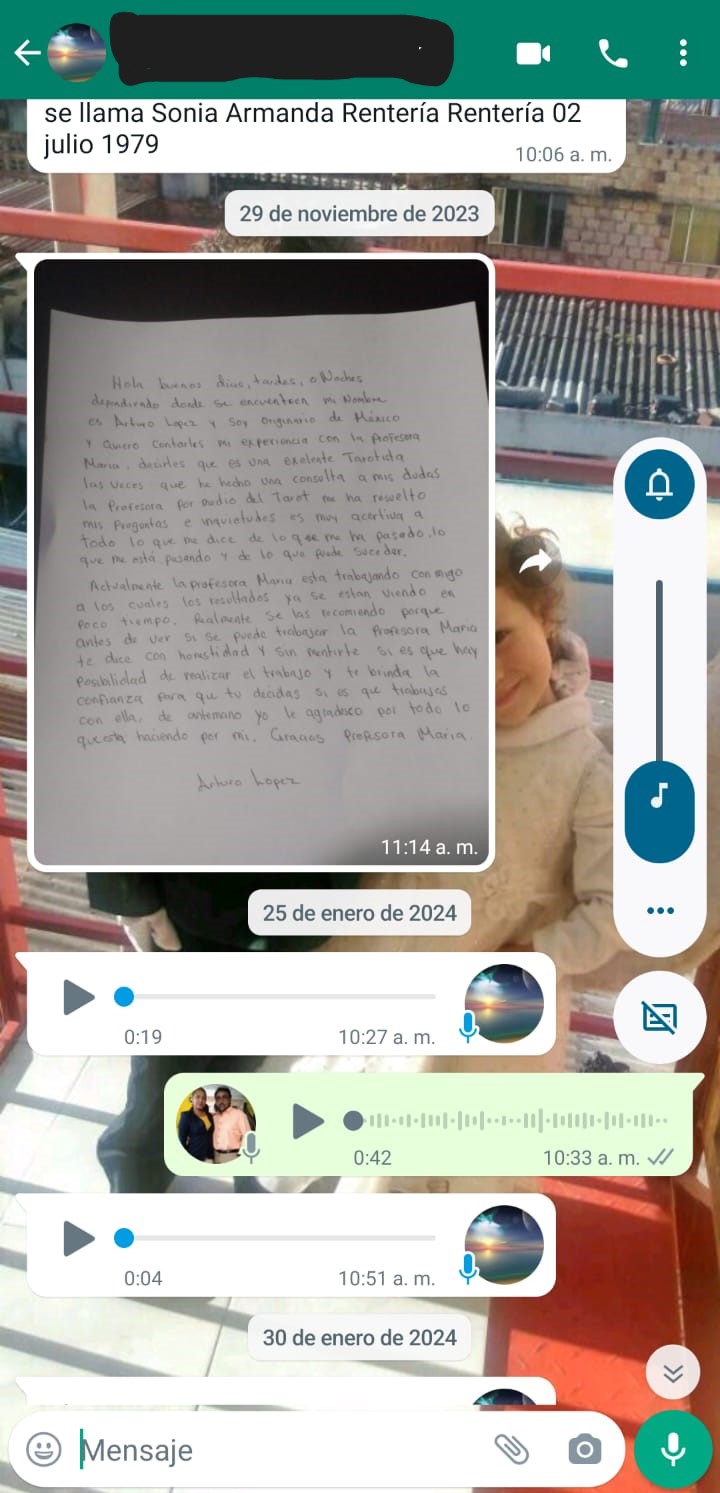 se llama Sonia Armanda Rentería Rentería 02
julio 1979
10:06 a. m.
29 de noviembre de 2023
Hola buenos dias, tardes, o Noches
dependiendo donde se encuentren mi Nombre
es Arturo Lopez y Soy Originario de México
y Quiero Contarles mi experiencia con la Profesora
Maria, decirles que es una exelente Tarotida
las veces que he hecho una consulta a mis dudas
la Profesora por medio del Tarot me ha resuelto
mis Preguntas e inquietudes es muy acertiva a
todo lo que me dice de lo que me ha pasado, lo
que me está pasando y de lo que puede Suceder.
Actualmente la profesora Maria esta trabajando con migo
a los cuales los resultados ya se estan viendo en
Poco tiempo. Realmente Se las recomiendo porque
antes de ver si se puede trabajar la Profesora Maria
te dice con honestidad y sin mentirte si es que hay
Posibilidad de realizar el trabajo y te brinda la
confianza para que tu decidas si es que trabajas
con ella, de antemano yo le agradesco por todo lo
que esta haciendo por mi. Gracias Profesora Maria.
Arturo Lopez
11:14 a. m.
25 de enero de 2024
0:19
10:27 a. m.
0:42
10:33 a. m.
0:04
10:51 a. m.
30 de enero de 2024
Mensaje